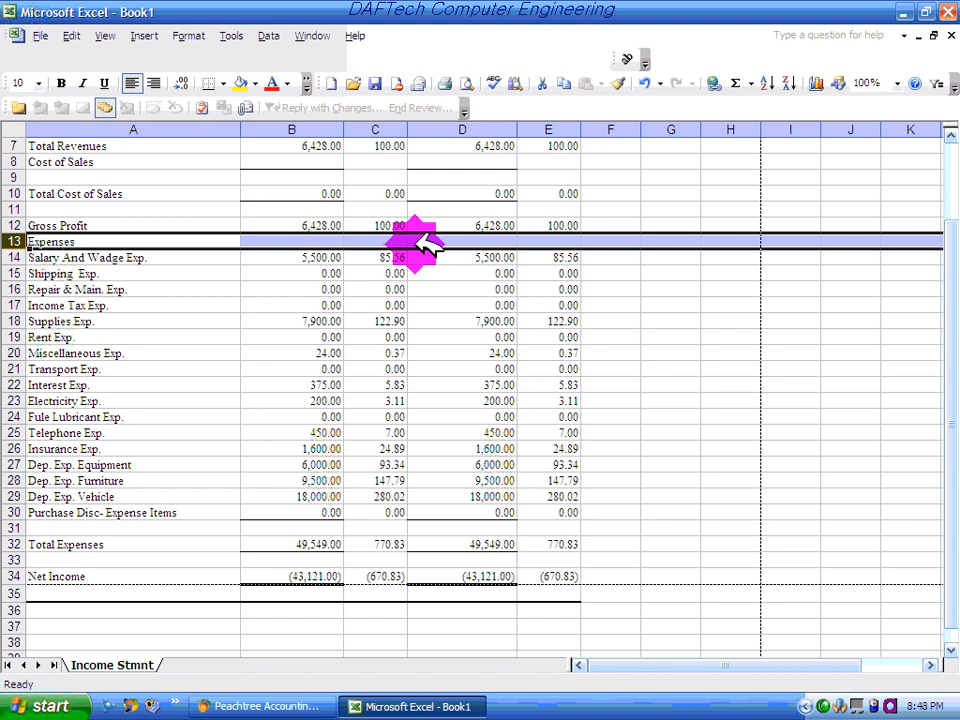 DAFTech Computer Engineering
Microsoft Excel - Book1
File Edit View Insert Format Tools Data Window Help
Type a question for help
10 B I U 100%
Reply with Changes... End Review...
A B C D E F G H I J K
7 Total Revenues 6,428.00 100.00 6,428.00 100.00
8 Cost of Sales
9
10 Total Cost of Sales 0.00 0.00 0.00 0.00
11
12 Gross Profit 6,428.00 100.00 6,428.00 100.00
13 Expenses
14 Salary And Wadge Exp. 5,500.00 85.56 5,500.00 85.56
15 Shipping Exp. 0.00 0.00 0.00 0.00
16 Repair & Main. Exp. 0.00 0.00 0.00 0.00
17 Income Tax Exp. 0.00 0.00 0.00 0.00
18 Supplies Exp. 7,900.00 122.90 7,900.00 122.90
19 Rent Exp. 0.00 0.00 0.00 0.00
20 Miscellaneous Exp. 24.00 0.37 24.00 0.37
21 Transport Exp. 0.00 0.00 0.00 0.00
22 Interest Exp. 375.00 5.83 375.00 5.83
23 Electricity Exp. 200.00 3.11 200.00 3.11
24 Fule Lubricant Exp. 0.00 0.00 0.00 0.00
25 Telephone Exp. 450.00 7.00 450.00 7.00
26 Insurance Exp. 1,600.00 24.89 1,600.00 24.89
27 Dep. Exp. Equipment 6,000.00 93.34 6,000.00 93.34
28 Dep. Exp. Furniture 9,500.00 147.79 9,500.00 147.79
29 Dep. Exp. Vehicle 18,000.00 280.02 18,000.00 280.02
30 Purchase Disc- Expense Items 0.00 0.00 0.00 0.00
31
32 Total Expenses 49,549.00 770.83 49,549.00 770.83
33
34 Net Income (43,121.00) (670.83) (43,121.00) (670.83)
35
36
37
38
Income Stmnt
Ready
start Peachtree Accountin... Microsoft Excel - Book1 8:48 PM